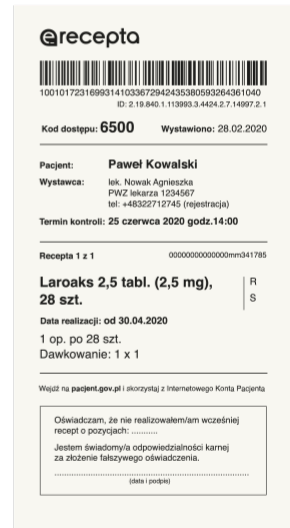 erecepta
10010172316993141033672942435380593264361040
ID: 2.19.840.1.113993.3.4424.2.7.14997.2.1
Kod dostępu: 6500 Wystawiono: 28.02.2020
Pacjent: Paweł Kowalski
Wystawca: lek. Nowak Agnieszka
PWZ lekarza 1234567
tel: +48322712745 (rejestracja)
Termin kontroli: 25 czerwca 2020 godz.14:00
Recepta 1 z 1 00000000000000mm341785
Laroaks 2,5 tabl. (2,5 mg), R
28 szt. S
Data realizacji: od 30.04.2020
1 op. po 28 szt.
Dawkowanie: 1 x 1
Wejdź na pacjent.gov.pl i skorzystaj z Internetowego Konta Pacjenta
Oświadczam, że nie realizowałem/am wcześniej
recept o pozycjach: ...........
Jestem świadomy/a odpowiedzialności karnej
za złożenie fałszywego oświadczenia.
(data i podpis)